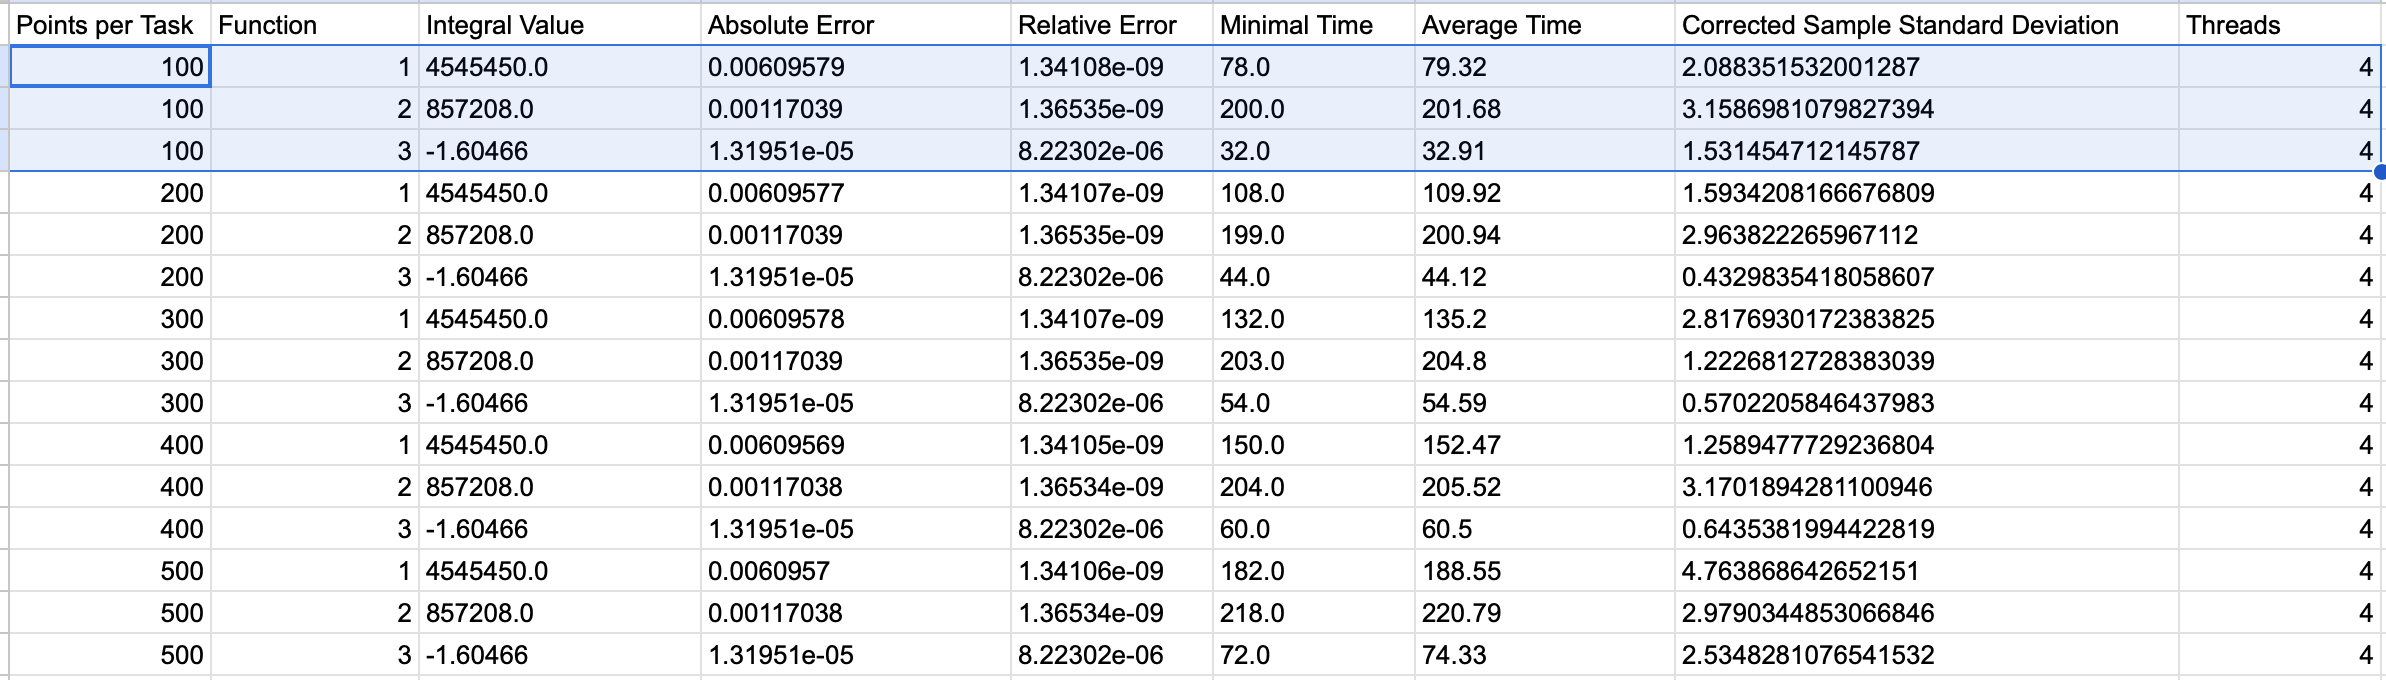 Points per Task Function Integral Value Absolute Error Relative Error Minimal Time Average Time Corrected Sample Standard Deviation Threads
100 1 4545450.0 0.00609579 1.34108e-09 78.0 79.32 2.088351532001287 4
100 2 857208.0 0.00117039 1.36535e-09 200.0 201.68 3.1586981079827394 4
100 3 -1.60466 1.31951e-05 8.22302e-06 32.0 32.91 1.531454712145787 4
200 1 4545450.0 0.00609577 1.34107e-09 108.0 109.92 1.5934208166676809 4
200 2 857208.0 0.00117039 1.36535e-09 199.0 200.94 2.963822265967112 4
200 3 -1.60466 1.31951e-05 8.22302e-06 44.0 44.12 0.4329835418058607 4
300 1 4545450.0 0.00609578 1.34107e-09 132.0 135.2 2.8176930172383825 4
300 2 857208.0 0.00117039 1.36535e-09 203.0 204.8 1.2226812728383039 4
300 3 -1.60466 1.31951e-05 8.22302e-06 54.0 54.59 0.5702205846437983 4
400 1 4545450.0 0.00609569 1.34105e-09 150.0 152.47 1.2589477729236804 4
400 2 857208.0 0.00117038 1.36534e-09 204.0 205.52 3.1701894281100946 4
400 3 -1.60466 1.31951e-05 8.22302e-06 60.0 60.5 0.6435381994422819 4
500 1 4545450.0 0.0060957 1.34106e-09 182.0 188.55 4.763868642652151 4
500 2 857208.0 0.00117038 1.36534e-09 218.0 220.79 2.9790344853066846 4
500 3 -1.60466 1.31951e-05 8.22302e-06 72.0 74.33 2.5348281076541532 4